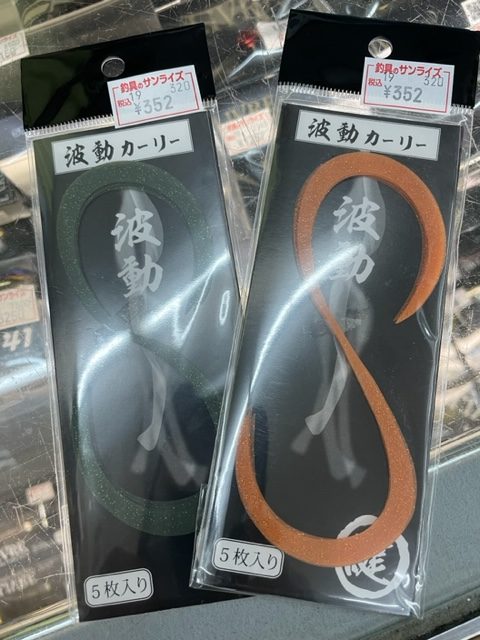 釣具のサンライズ
19 320
税込 ¥352
波動カーリー
波動
5枚入り
釣具のサンライズ
19 320
税込 ¥352
波動カーリー
波動
5枚入り